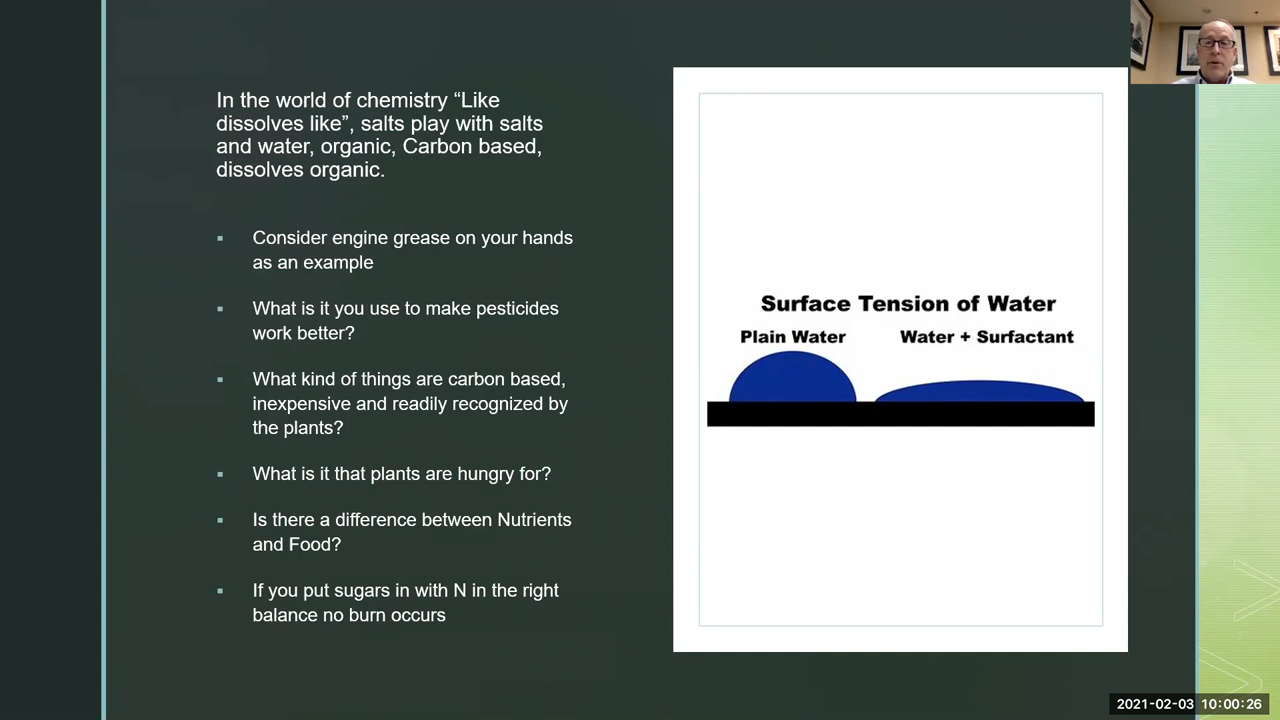 In the world of chemistry “Like
dissolves like”, salts play with salts
and water, organic, Carbon based,
dissolves organic.
▪ Consider engine grease on your hands
as an example
▪ What is it you use to make pesticides
work better?
▪ What kind of things are carbon based,
inexpensive and readily recognized by
the plants?
▪ What is it that plants are hungry for?
▪ Is there a difference between Nutrients
and Food?
▪ If you put sugars in with N in the right
balance no burn occurs
Surface Tension of Water
Plain Water
Water + Surfactant
2021-02-03 10:00:26